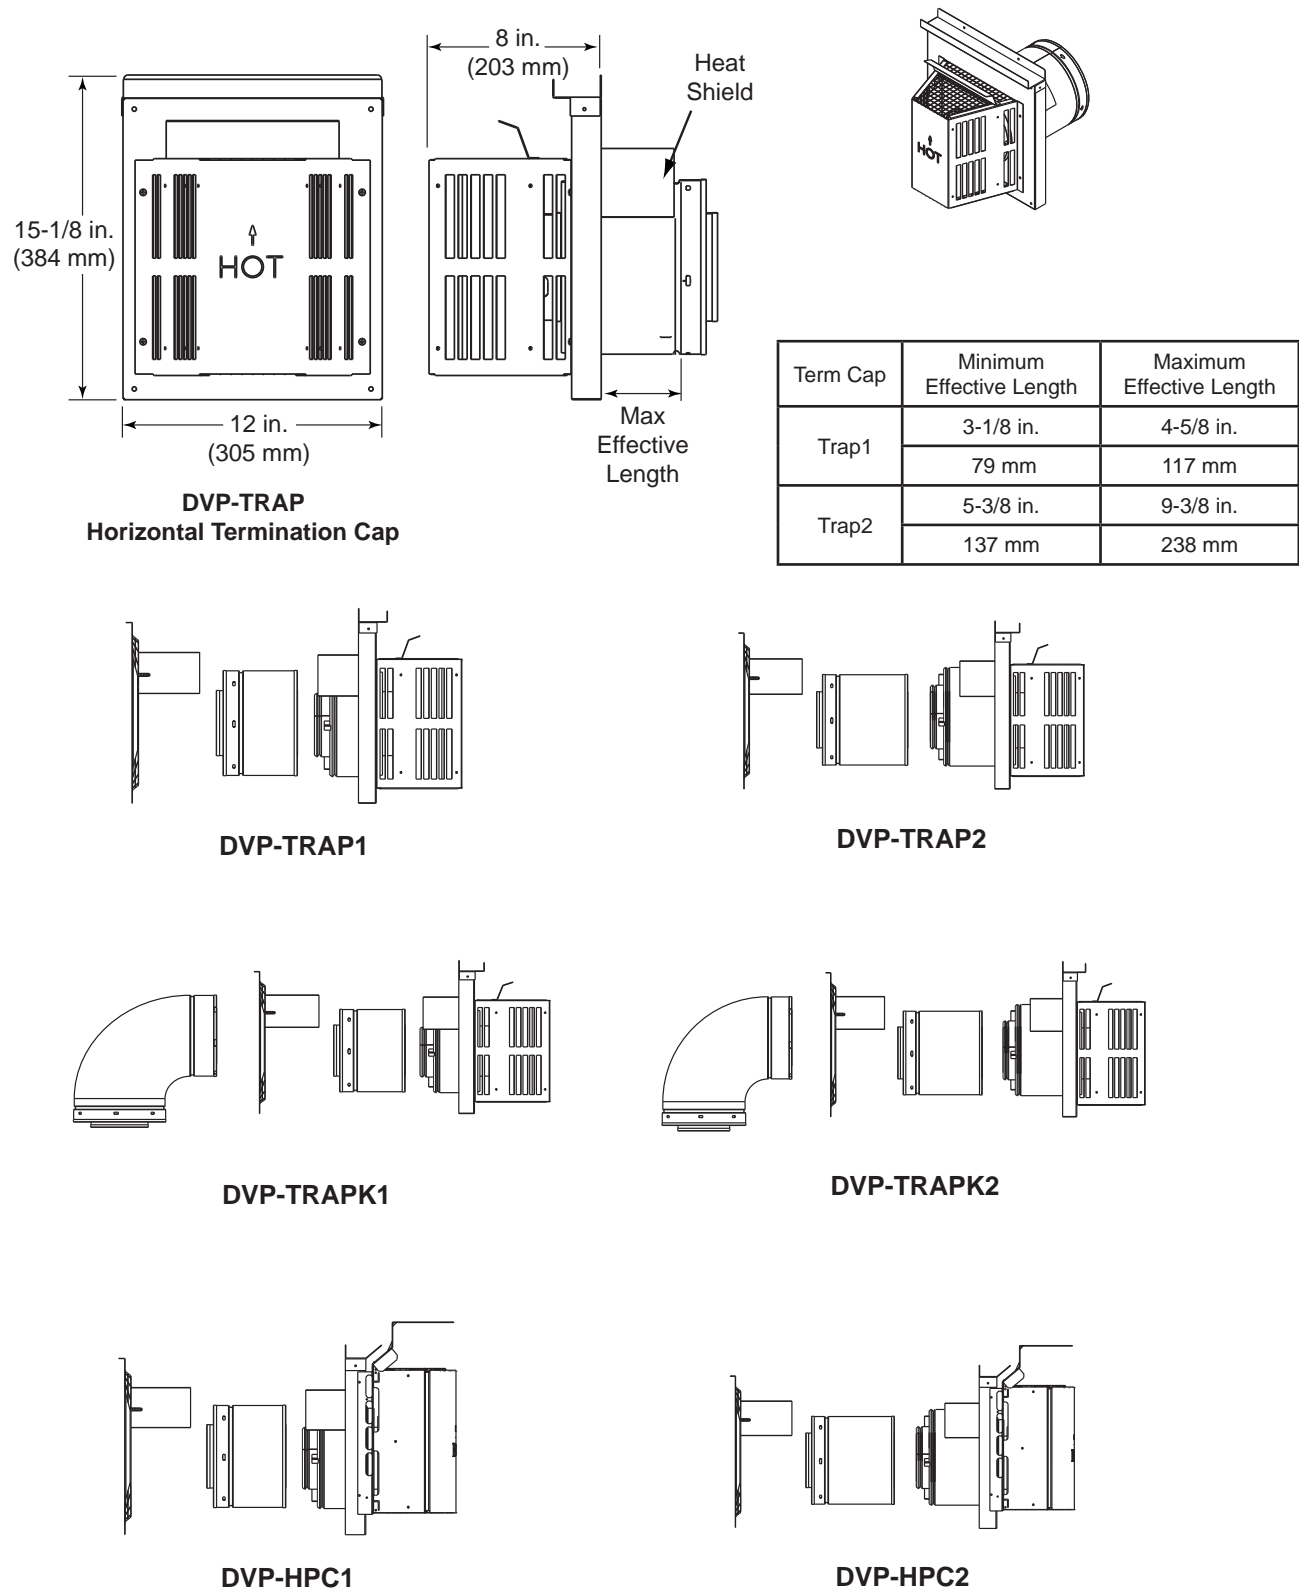 8 in.
(203 mm)
Heat
Shield
HOT
15-1/8 in.
(384 mm)
HOT
12 in.
(305 mm)
Max
Effective
Length
DVP-TRAP
Horizontal Termination Cap
Term Cap
Minimum
Effective Length
Maximum
Effective Length
Trap1
3-1/8 in.
4-5/8 in.
79 mm
117 mm
Trap2
5-3/8 in.
9-3/8 in.
137 mm
238 mm
DVP-TRAP1
DVP-TRAP2
DVP-TRAPK1
DVP-TRAPK2
DVP-HPC1
DVP-HPC2